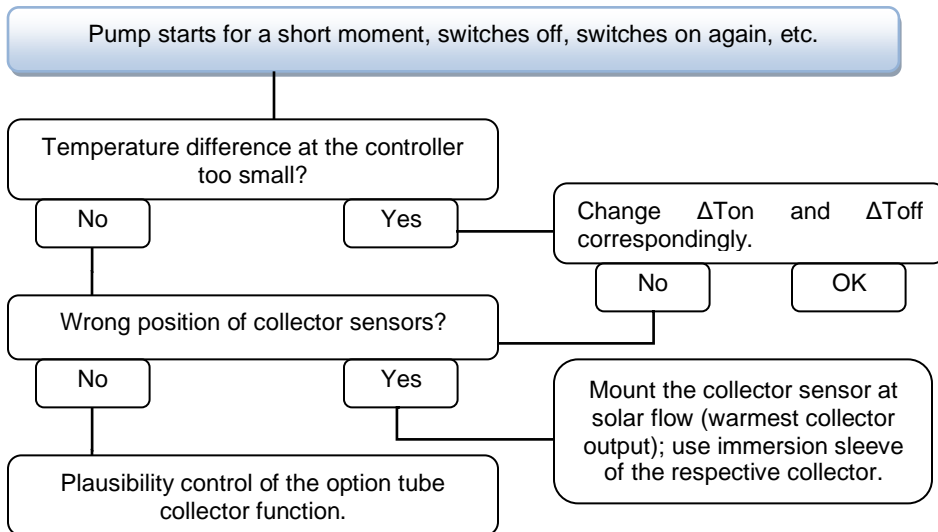 Pump starts for a short moment, switches off, switches on again, etc.
Temperature difference at the controller
too small?
No
Yes
Change ΔTon and ΔToff
correspondingly.
No
OK
Wrong position of collector sensors?
No
Yes
Mount the collector sensor at
solar flow (warmest collector
output); use immersion sleeve
of the respective collector.
Plausibility control of the option tube
collector function.